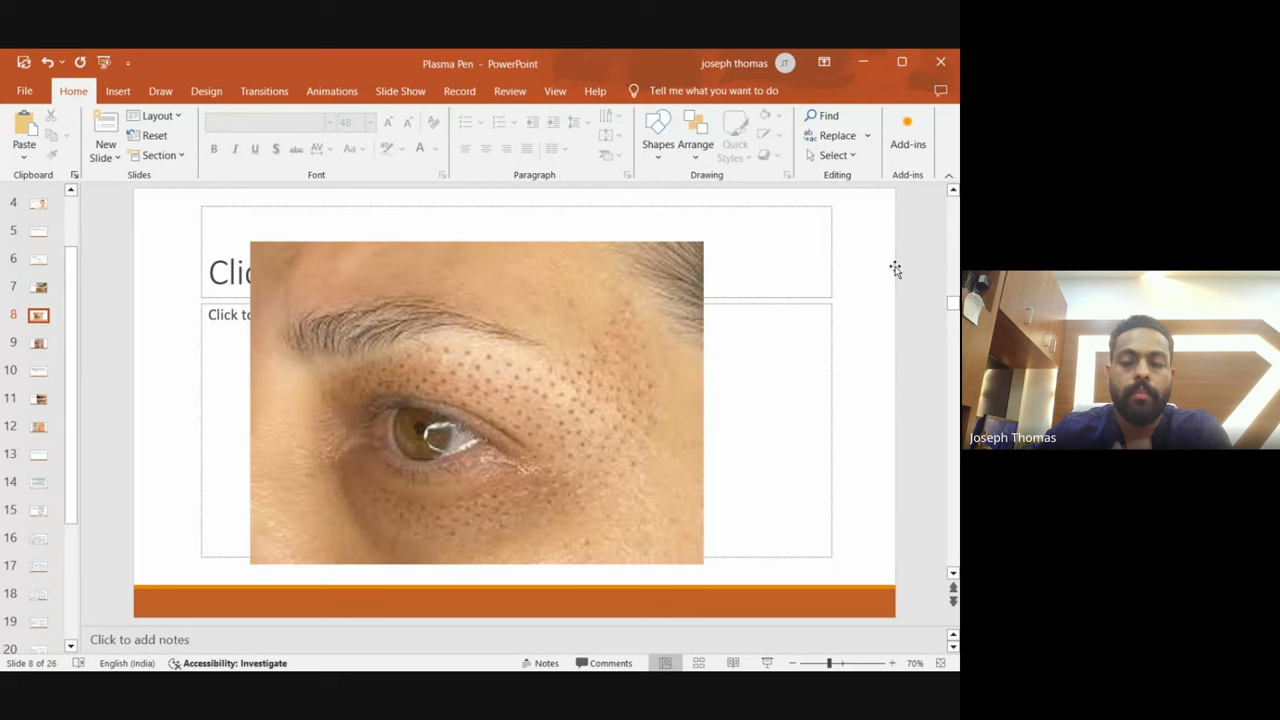 Plasma Pen - PowerPoint
joseph thomas
JT
File
Home
Insert
Draw
Design
Transitions
Animations
Slide Show
Record
Review
View
Help
Tell me what you want to do
Paste
New
Slide
Layout
Reset
Section
48
B
I
U
S
abc
AV
Aa
A
Shapes
Arrange
Quick
Styles
Find
Replace
Select
Add-ins
Clipboard
Slides
Font
Paragraph
Drawing
Editing
Add-ins
4
5
6
7
8
9
10
11
12
13
14
15
16
17
18
19
20
Clic
Click to
Joseph Thomas
Click to add notes
Slide 8 of 26
English (India)
Accessibility: Investigate
Notes
Comments
70%